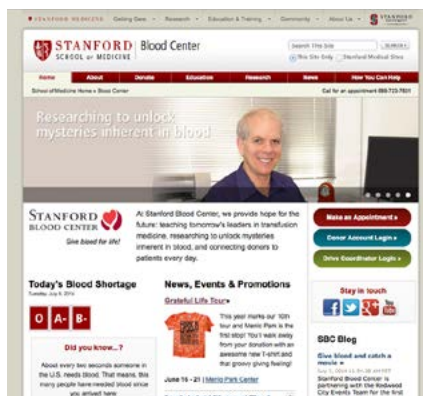 STANFORD MEDICINE Getting Care Research Education & Training Community About Us STANFORD
STANFORD Blood Center
SCHOOL OF MEDICINE
Search This Site SEARCH
This Site Only Stanford Medical Sites
Home About Donate Education Research News How You Can Help
School of Medicine Home » Blood Center
Researching to unlock
mysteries inherent in blood
STANFORD
BLOOD CENTER
Give blood for life!
At Stanford Blood Center, we provide hope for the
future: teaching tomorrow's leaders in transfusion
medicine, researching to unlock mysteries
inherent in blood, and connecting donors to
patients every day.
Make an Appointment »
Donor Account Login »
Drive Coordinator Login »
Today's Blood Shortage
O A- B-
Did you know...?
About every two seconds someone in
the U.S. needs blood. That means, this
many people have needed blood since
you arrived here
News, Events & Promotions
Grateful Life Tour»
This year marks our 10th
tour and Menlo Park is the
first stop! You'll walk away
from your donation with an
awesome new T-shirt and
that groovy giving feeling!
June 16 - 21 | Menlo Park Center
Stay in touch
f g+ You Tube
SBC Blog
Give blood and catch a
movie »
Stanford Blood Center is
partnering with the Redwood
City Events Team for the first